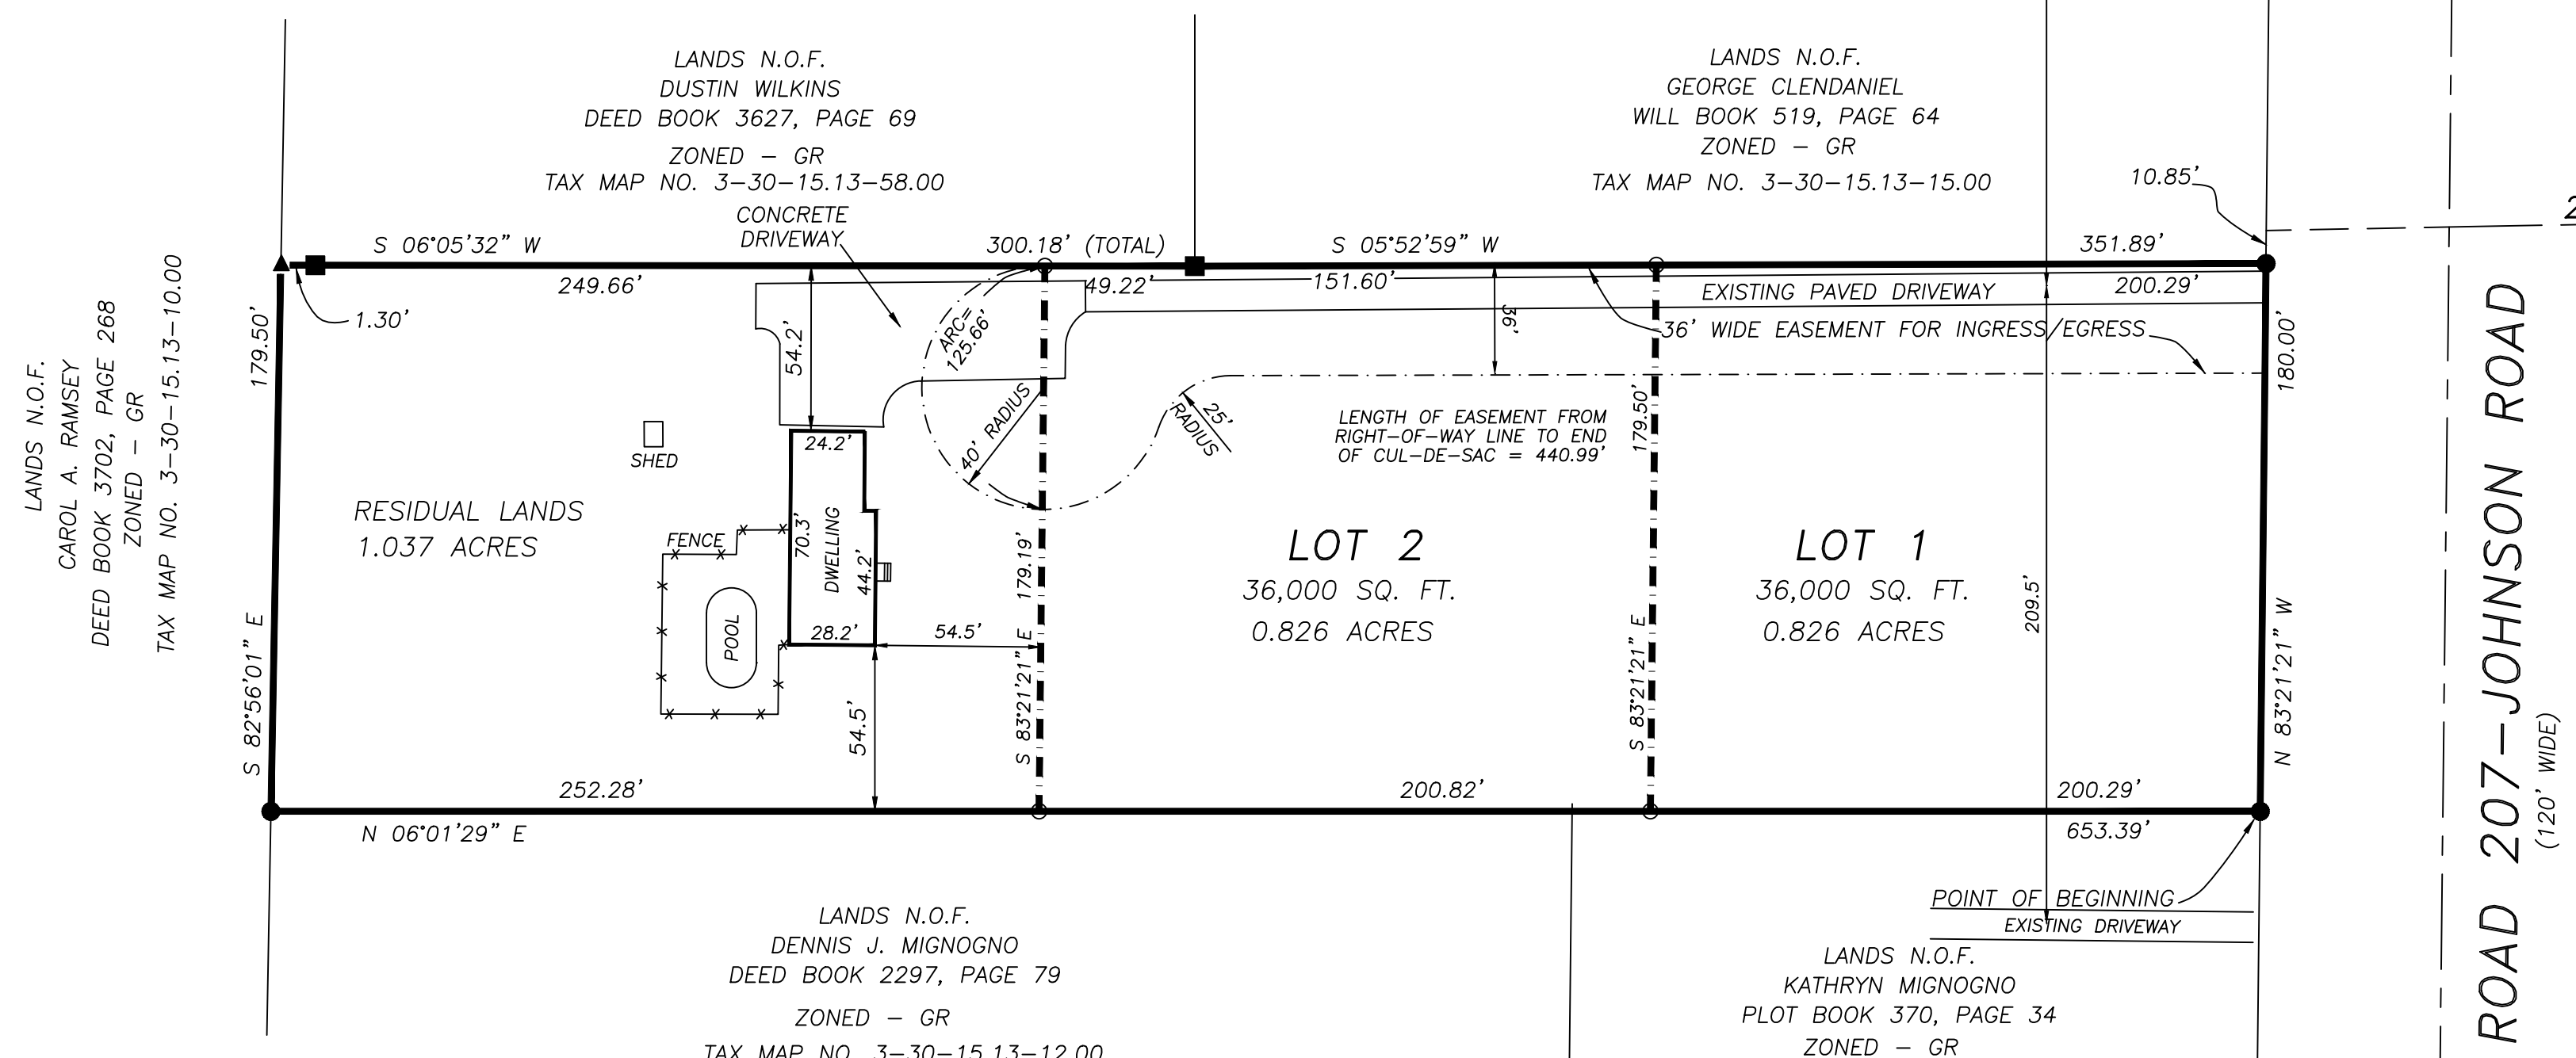 LANDS N.O.F.
DUSTIN WILKINS
DEED BOOK 3627, PAGE 69
ZONED – GR
TAX MAP NO. 3–30–15.13–58.00
LANDS N.O.F.
GEORGE CLENDANIEL
WILL BOOK 519, PAGE 64
ZONED – GR
TAX MAP NO. 3–30–15.13–15.00
10.85'
2
CONCRETE
DRIVEWAY
S 06°05'32" W
300.18' (TOTAL)
S 05°52'59" W
351.89'
249.66'
49.22'
151.60'
200.29'
EXISTING PAVED DRIVEWAY
36' WIDE EASEMENT FOR INGRESS/EGRESS
36'
1.30'
LANDS N.O.F.
CAROL A. RAMSEY
DEED BOOK 3702, PAGE 268
ZONED – GR
TAX MAP NO. 3–30–15.13–10.00
179.50'
S 82°56'01" E
54.2'
ARC=
125.66'
40' RADIUS
25'
RADIUS
LENGTH OF EASEMENT FROM
RIGHT–OF–WAY LINE TO END
OF CUL–DE–SAC = 440.99'
179.50'
S 83°21'21" E
180.00'
N 83°21'21" W
SHED
24.2'
RESIDUAL LANDS
1.037 ACRES
FENCE
70.3'
DWELLING
44.2'
28.2'
POOL
54.5'
54.5'
179.19'
S 83°21'21" E
LOT 2
36,000 SQ. FT.
0.826 ACRES
LOT 1
36,000 SQ. FT.
0.826 ACRES
209.5'
252.28'
200.82'
200.29'
N 06°01'29" E
653.39'
POINT OF BEGINNING
EXISTING DRIVEWAY
LANDS N.O.F.
DENNIS J. MIGNOGNO
DEED BOOK 2297, PAGE 79
ZONED – GR
TAX MAP NO. 3–30–15.13–12.00
LANDS N.O.F.
KATHRYN MIGNOGNO
PLOT BOOK 370, PAGE 34
ZONED – GR
ROAD 207–JOHNSON ROAD
(120' WIDE)